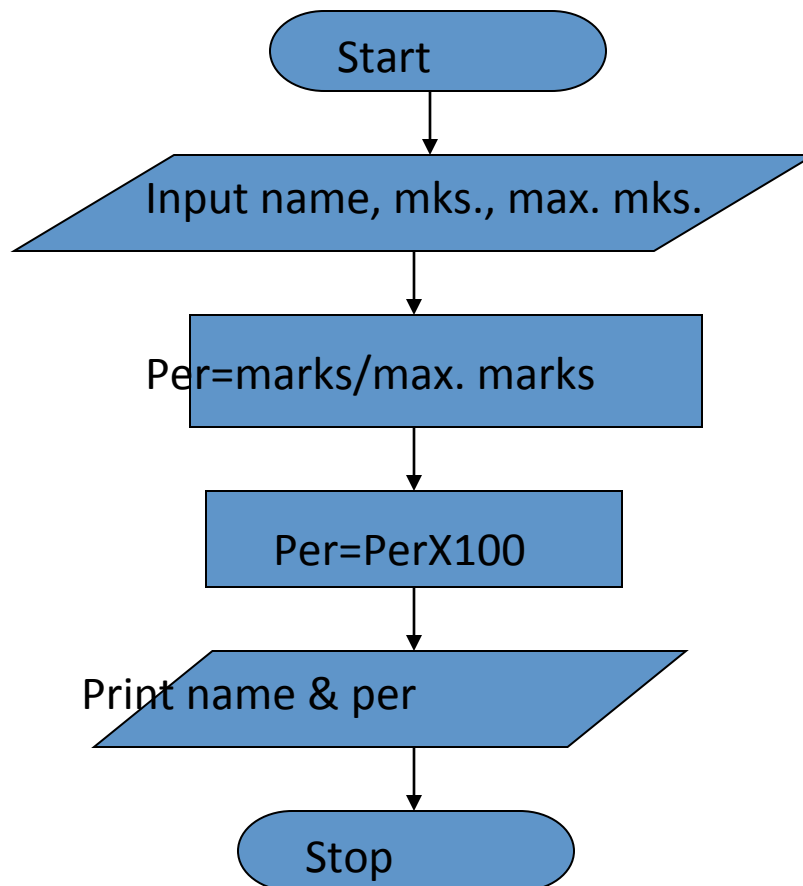 Start
Input name, mks., max. mks.
Per=marks/max. marks
Per=PerX100
Print name & per
Stop